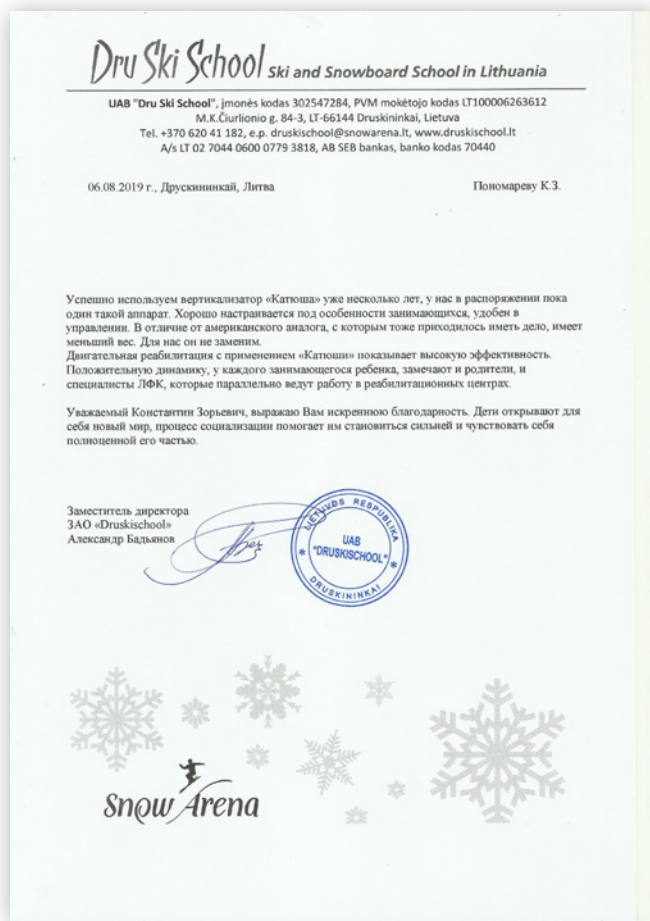 Dru Ski School Ski and Snowboard School in Lithuania
UAB "Dru Ski School", įmonės kodas 302547284, PVM mokėtojo kodas LT100006263612
M.K.Čiurlionio g. 84-3, LT-66144 Druskininkai, Lietuva
Tel. +370 620 41 182, e.p. druskischool@snowarena.lt, www.druskischool.lt
A/s LT 02 7044 0600 0779 3818, AB SEB bankas, banko kodas 70440
06.08.2019 г., Друскининкай, Литва Пономареву К.З.
Успешно используем вертикализатор «Катюша» уже несколько лет, у нас в распоряжении пока
один такой аппарат. Хорошо настраивается под особенности занимающихся, удобен в
управлении. В отличие от американского аналога, с которым тоже приходилось иметь дело, имеет
меньший вес. Для нас он не заменим.
Двигательная реабилитация с применением «Катюши» показывает высокую эффективность.
Положительную динамику, у каждого занимающегося ребенка, замечают и родители, и
специалисты ЛФК, которые параллельно ведут работу в реабилитационных центрах.
Уважаемый Константин Зорьевич, выражаю Вам искреннюю благодарность. Дети открывают для
себя новый мир, процесс социализации помогает им становиться сильней и чувствовать себя
полноценной его частью.
Заместитель директора
ЗАО «Druskischool»
Александр Бадьянов
LIETUVOS RESPUBLIKA
UAB
"DRUSKISCHOOL"
DRUSKININKAI
Snow Arena